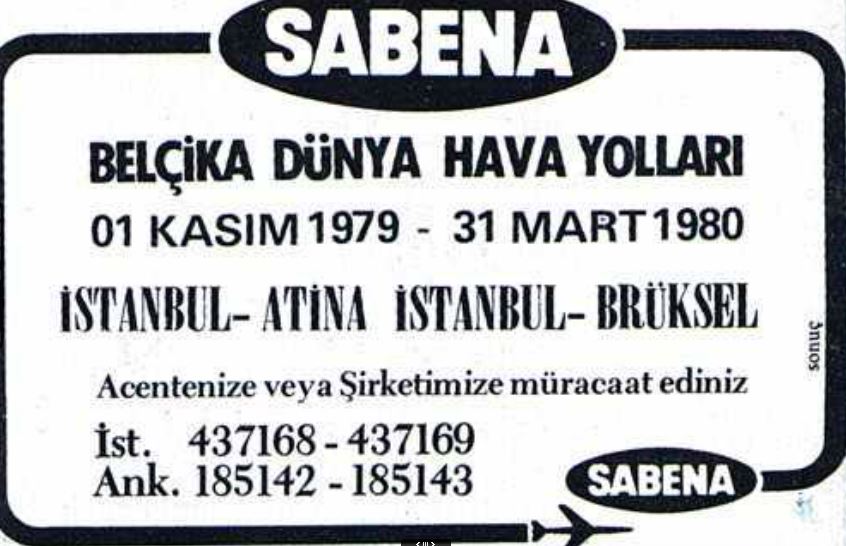 SABENA
BELÇİKA DÜNYA HAVA YOLLARI
01 KASIM 1979 - 31 MART 1980
İSTANBUL- ATİNA İSTANBUL- BRÜKSEL
sonuç
Acentenize veya Şirketimize müracaat ediniz
İst. 437168 - 437169
Ank. 185142 - 185143
SABENA